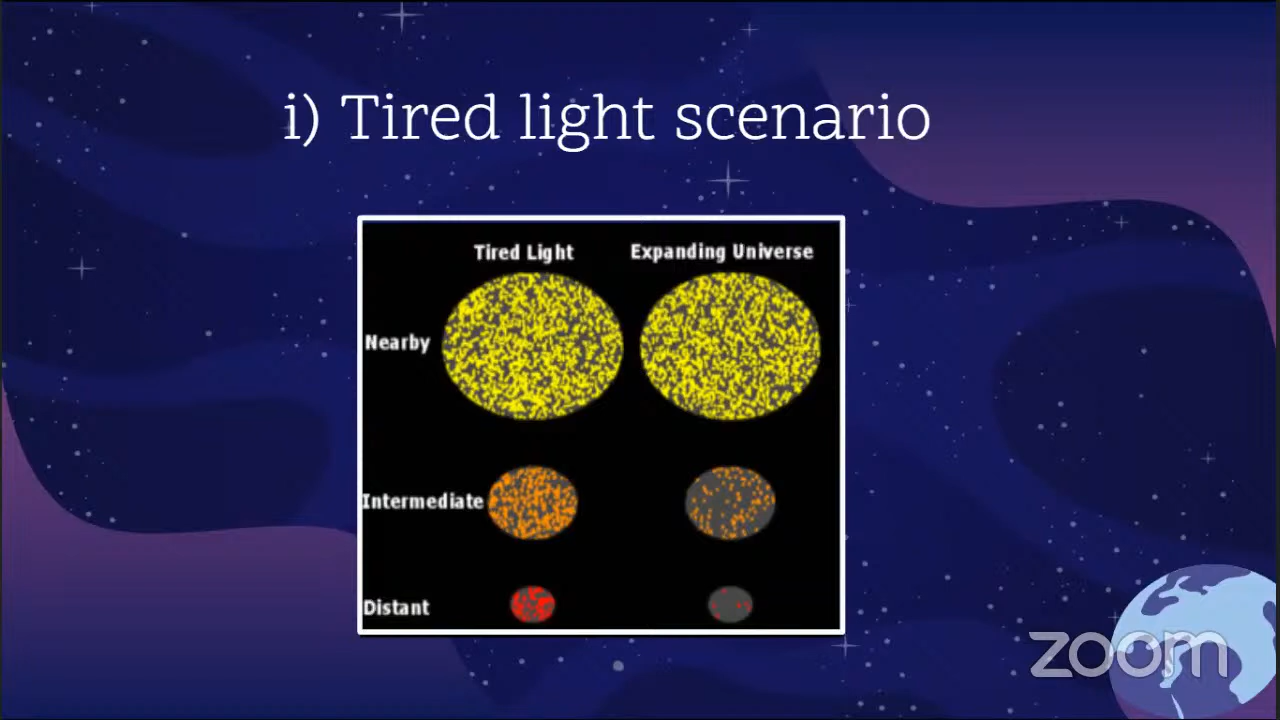 i) Tired light scenario
Tired Light Expanding Universe
Nearby
Intermediate
Distant
zoom